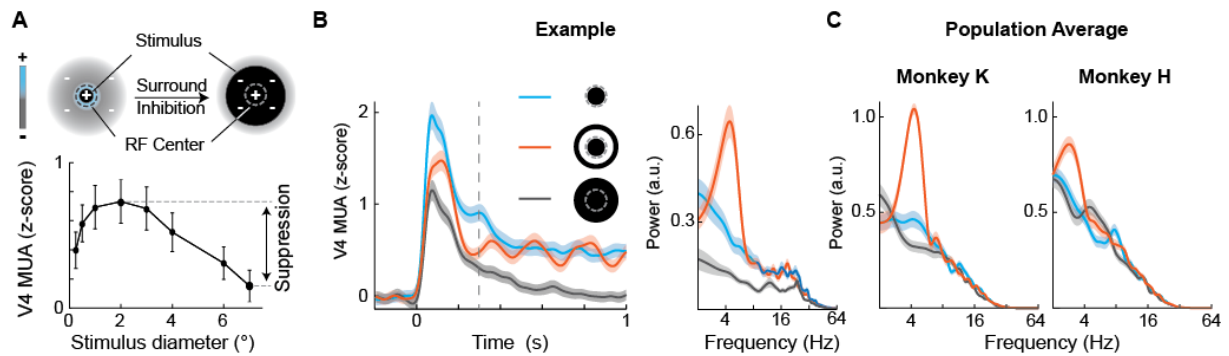 A
Stimulus
+
-
Surround
Inhibition
RF Center
V4 MUA (z-score)
1
0
Suppression
0
2
4
6
Stimulus diameter (°)
B
Example
V4 MUA (z-score)
2
1
0
0
1
Time (s)
Power (a.u.)
0.6
0.3
4
16
64
Frequency (Hz)
C
Population Average
Monkey K
Monkey H
Power (a.u.)
1.0
0.5
4
16
64
1.0
0.5
4
16
64
Frequency (Hz)